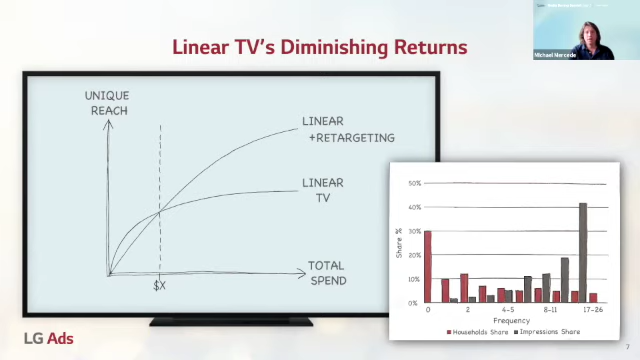 Linear TV's Diminishing Returns
Michael Mercede
UNIQUE
REACH
LINEAR
+RETARGETING
LINEAR
TV
TOTAL
SPEND
$X
50%
40%
30%
20%
10%
0%
Share %
0
2
4-5
8-11
17-26
Frequency
Households Share
Impressions Share
LG Ads
7